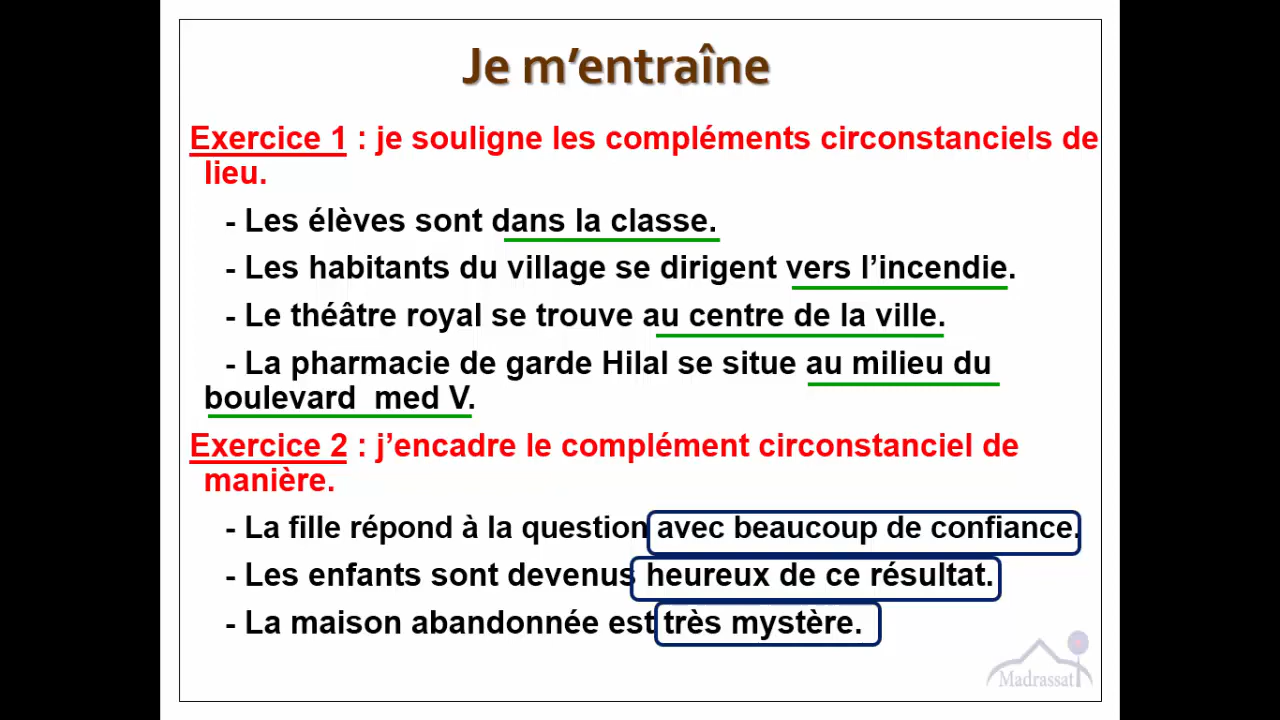 Je m’entraîne
Exercice 1 : je souligne les compléments circonstanciels de
lieu.
- Les élèves sont dans la classe.
- Les habitants du village se dirigent vers l’incendie.
- Le théâtre royal se trouve au centre de la ville.
- La pharmacie de garde Hilal se situe au milieu du
boulevard  med V.
Exercice 2 : j’encadre le complément circonstanciel de
manière.
- La fille répond à la question avec beaucoup de confiance.
- Les enfants sont devenus heureux de ce résultat.
- La maison abandonnée est très mystère.
Madrassati